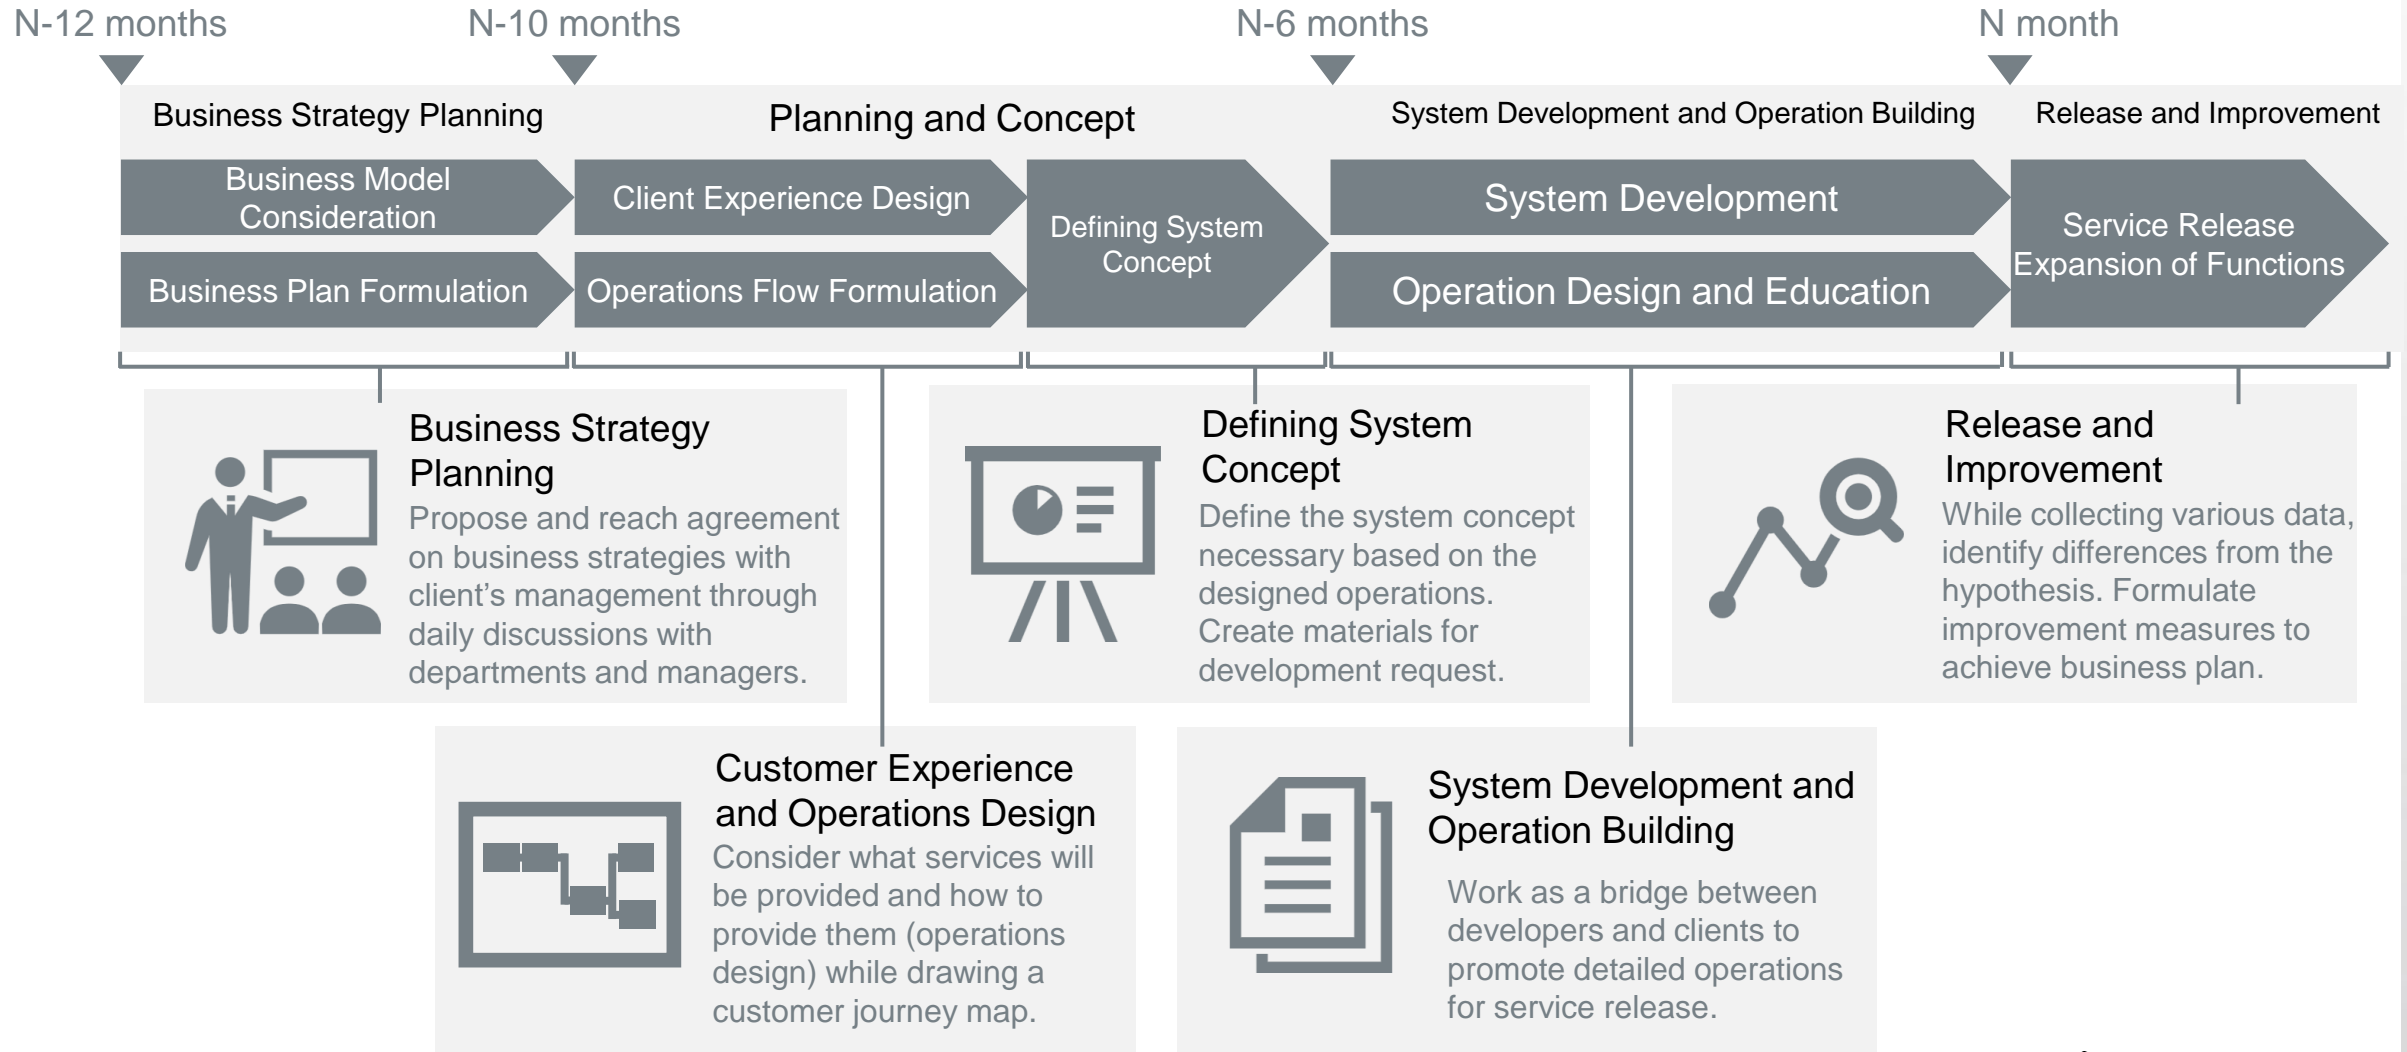 N-12 months
N-10 months
N-6 months
N month
Business Strategy Planning
Planning and Concept
System Development and Operation Building
Release and Improvement
Business Model
Consideration
Business Plan Formulation
Client Experience Design
Operations Flow Formulation
Defining System
Concept
System Development
Operation Design and Education
Service Release
Expansion of Functions
Business Strategy
Planning
Propose and reach agreement
on business strategies with
client’s management through
daily discussions with
departments and managers.
Defining System
Concept
Define the system concept
necessary based on the
designed operations.
Create materials for
development request.
Release and
Improvement
While collecting various data,
identify differences from the
hypothesis. Formulate
improvement measures to
achieve business plan.
Customer Experience
and Operations Design
Consider what services will
be provided and how to
provide them (operations
design) while drawing a
customer journey map.
System Development and
Operation Building
Work as a bridge between
developers and clients to
promote detailed operations
for service release.